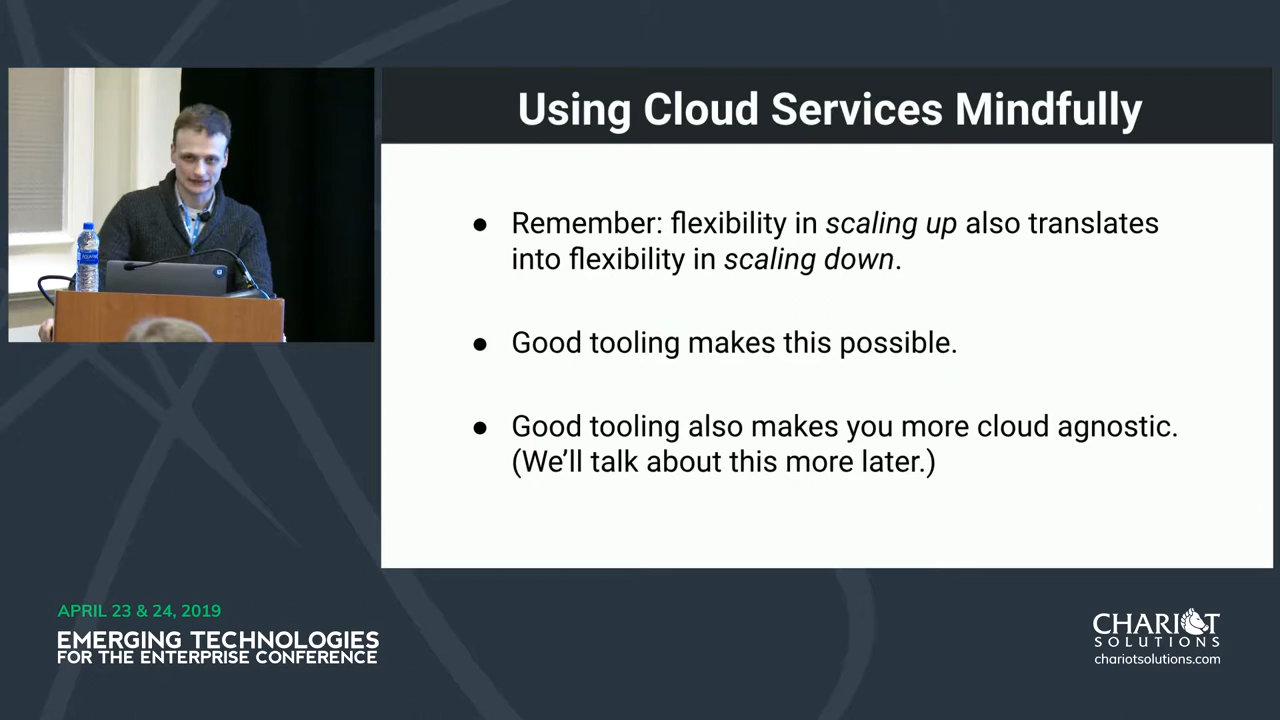 Using Cloud Services Mindfully
● Remember: flexibility in scaling up also translates
into flexibility in scaling down.
● Good tooling makes this possible.
● Good tooling also makes you more cloud agnostic.
(We'll talk about this more later.)
APRIL 23 & 24, 2019
EMERGING TECHNOLOGIES
FOR THE ENTERPRISE CONFERENCE
CHARIOT
SOLUTIONS
chariotsolutions.com